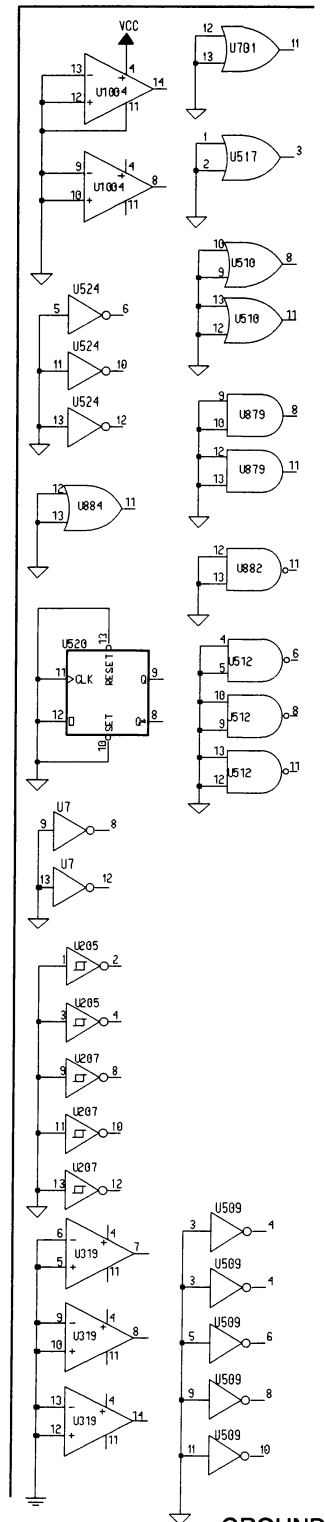 VCC
13 - 4 14
U1004
12 + 11
9 - 4 8
U1004
10 + 11
U524
5 6
U524
11 10
U524
13 12
12 11
U884
13
U520 13
RESET
11 CLK Q 9
12 D SET Q 8
10
U7
9 8
U7
13 12
U205
1 2
U205
3 4
U207
9 8
U207
11 10
U207
13 12
6 - 4 7
U319
5 + 11
9 - 4 8
U319
10 + 11
13 - 4 14
U319
12 + 11
12 11
U701
13
1 3
U517
2
10 8
U510
9
13 11
U510
12
9 8
U879
10
12 11
U879
13
12 11
U882
13
4 6
U512
5
10 8
U512
9
13 11
U512
12
U509
3 4
U509
3 4
U509
5 6
U509
9 8
U509
11 10